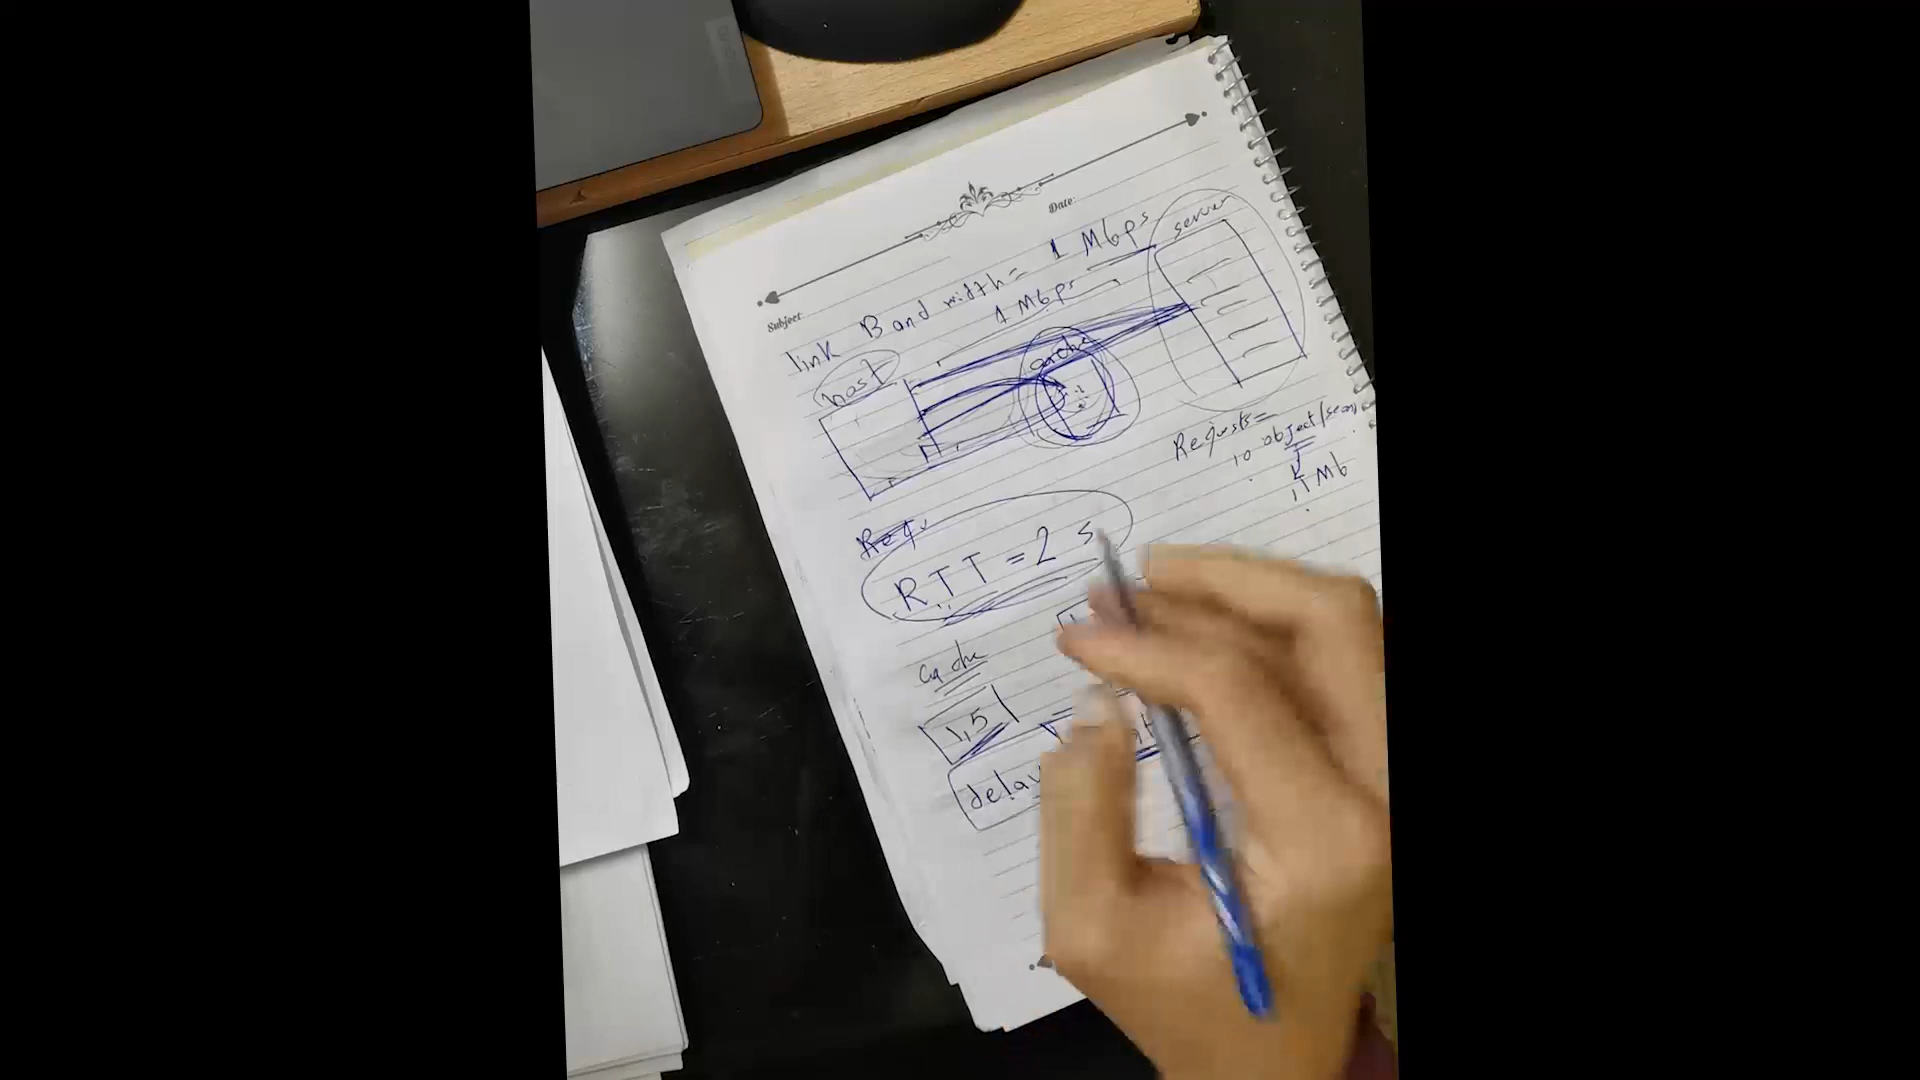 Date:
Subject:
link Band width = 1 Mbps
1 Mbps
server
host
cache
Requests =
10 object/secon
1 Mb
Req
RTT = 2 s
Cache
1,5
delay